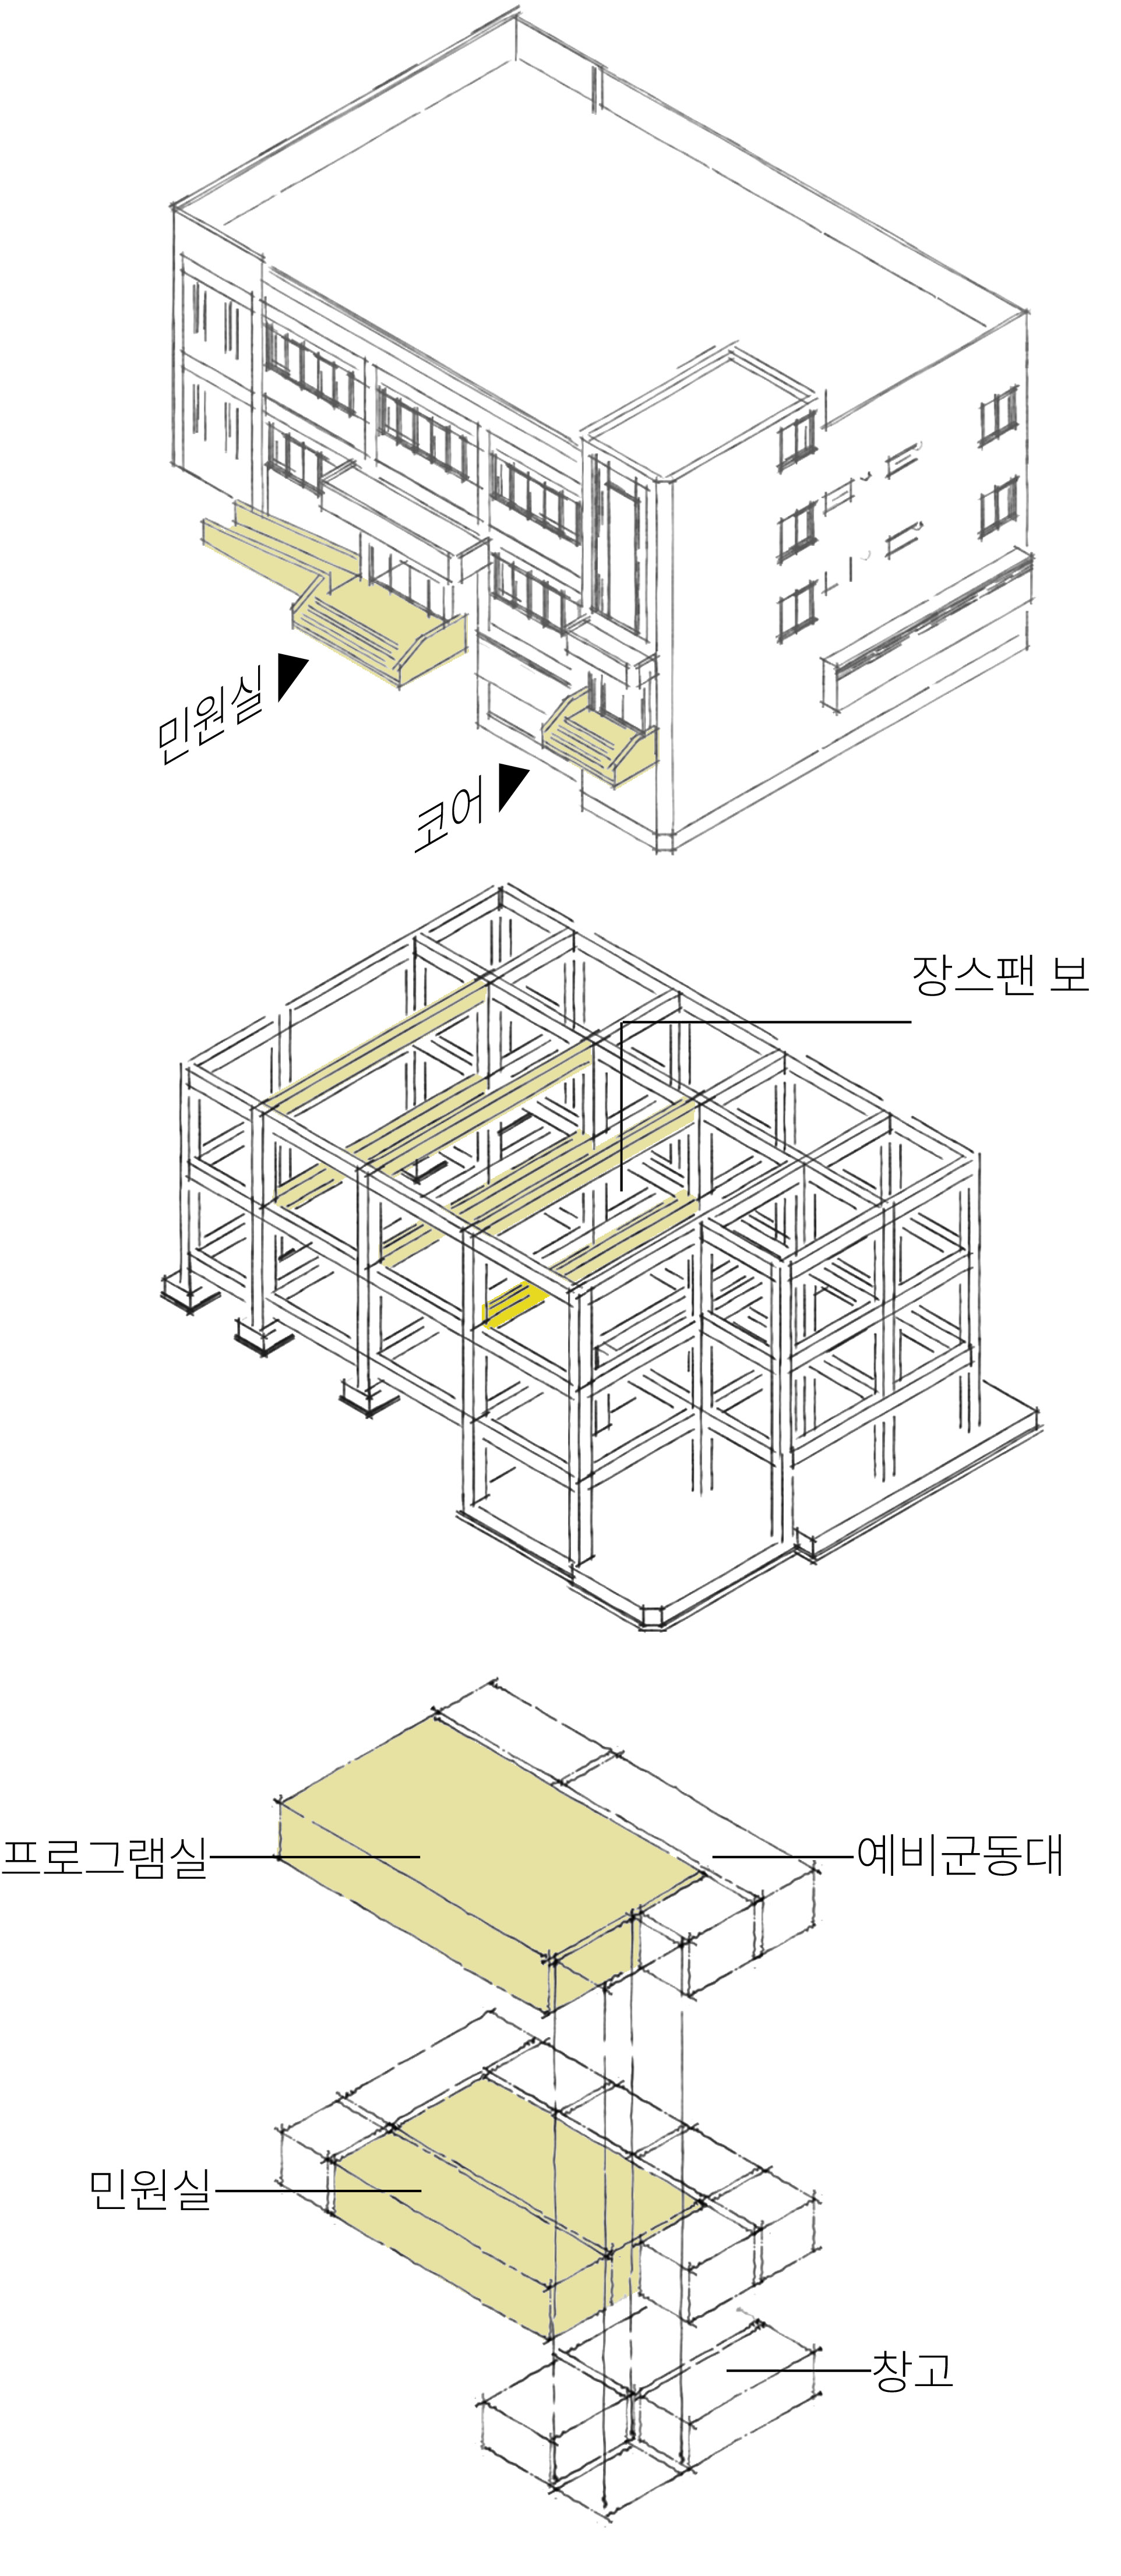 민원실
코어
장스팬 보
프로그램실
예비군동대
민원실
창고